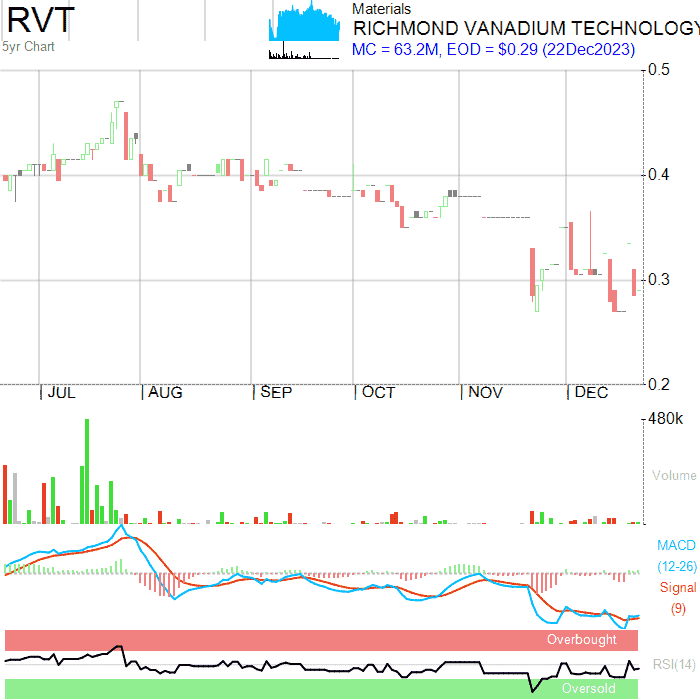 RVT
5yr Chart
Materials
RICHMOND VANADIUM TECHNOLOGY
MC = 63.2M, EOD = $0.29 (22Dec2023)
0.5
0.4
0.3
0.2
JUL AUG SEP OCT NOV DEC
480k
Volume
MACD
(12-26)
Signal
(9)
Overbought
RSI(14)
Oversold